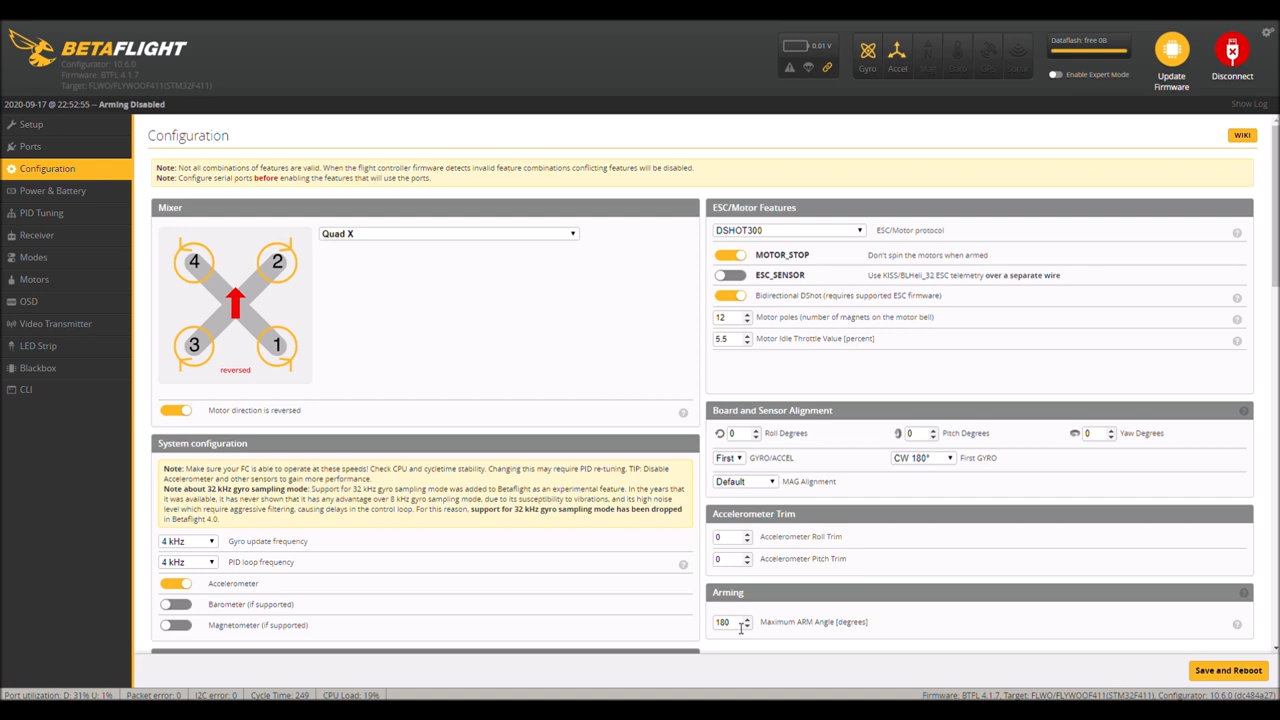 BETAFLIGHT
Configurator: 10.6.0
Firmware: BTFL 4.1.7
Target: FLWO/FLYWOOF411(STM32F411)
0.01 V
Gyro Accel Mag Baro GPS Sonar
Dataflash: free 0B
Enable Expert Mode
Update
Firmware
Disconnect
2020-09-17 @ 22:52:55 -- Arming Disabled
Show Log
Setup
Ports
Configuration
Power & Battery
PID Tuning
Receiver
Modes
Motors
OSD
Video Transmitter
LED Strip
Blackbox
CLI
Configuration
WIKI
Note: Not all combinations of features are valid. When the flight controller firmware detects invalid feature combinations conflicting features will be disabled.
Note: Configure serial ports before enabling the features that will use the ports.
Mixer
Quad X
4 2
3 1
reversed
Motor direction is reversed
?
System configuration
Note: Make sure your FC is able to operate at these speeds! Check CPU and cycletime stability. Changing this may require PID re-tuning. TIP: Disable
Accelerometer and other sensors to gain more performance.
Note about 32 kHz gyro sampling mode: Support for 32 kHz gyro sampling mode was added to Betaflight as an experimental feature. In the years that
it was available, it has never shown that it has any advantage over 8 kHz gyro sampling mode, due to its susceptibility to vibrations, and its high noise
level which require aggressive filtering, causing delays in the control loop. For this reason, support for 32 kHz gyro sampling mode has been dropped
in Betaflight 4.0.
4 kHz Gyro update frequency
4 kHz PID loop frequency ?
Accelerometer
Barometer (if supported)
Magnetometer (if supported)
ESC/Motor Features
DSHOT300 ESC/Motor protocol ?
MOTOR_STOP Don't spin the motors when armed
ESC_SENSOR Use KISS/BLHeli_32 ESC telemetry over a separate wire
Bidirectional DShot (requires supported ESC firmware) ?
12 Motor poles (number of magnets on the motor bell) ?
5.5 Motor Idle Throttle Value [percent] ?
Board and Sensor Alignment ?
0 Roll Degrees 0 Pitch Degrees 0 Yaw Degrees
First GYRO/ACCEL CW 180° First GYRO
Default MAG Alignment
Accelerometer Trim
0 Accelerometer Roll Trim
0 Accelerometer Pitch Trim
Arming ?
180 Maximum ARM Angle [degrees] ?
Save and Reboot
Port utilization: D: 31% U: 1% Packet error: 0 I2C error: 0 Cycle Time: 249 CPU Load: 19% Firmware: BTFL 4.1.7, Target: FLWO/FLYWOOF411(STM32F411), Configurator: 10.6.0 (dc484a27)